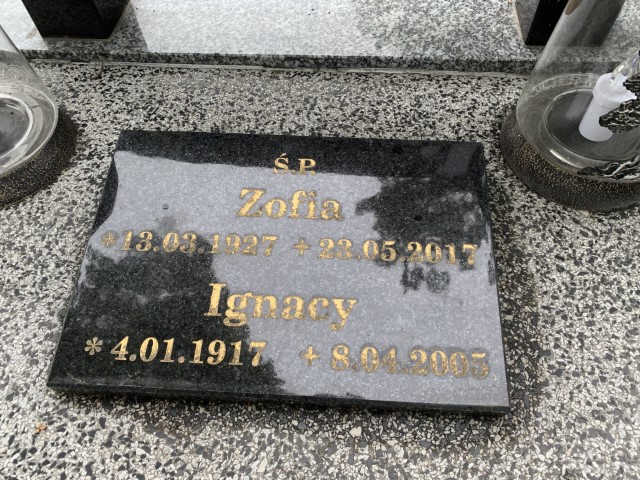 Ś.P.
Zofia
*13.03.1927 + 23.05.2017
Ignacy
* 4.01.1917 + 8.04.2005